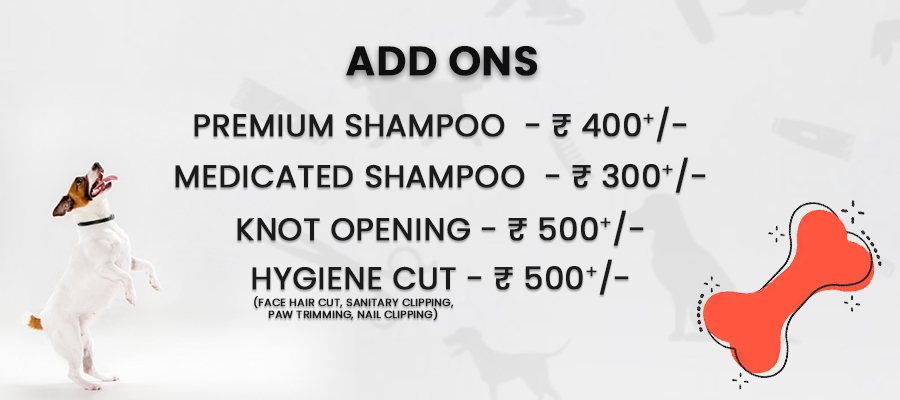 ADD ONS
PREMIUM SHAMPOO - ₹ 400⁺/-
MEDICATED SHAMPOO - ₹ 300⁺/-
KNOT OPENING - ₹ 500⁺/-
HYGIENE CUT - ₹ 500⁺/-
(FACE HAIR CUT, SANITARY CLIPPING,
PAW TRIMMING, NAIL CLIPPING)